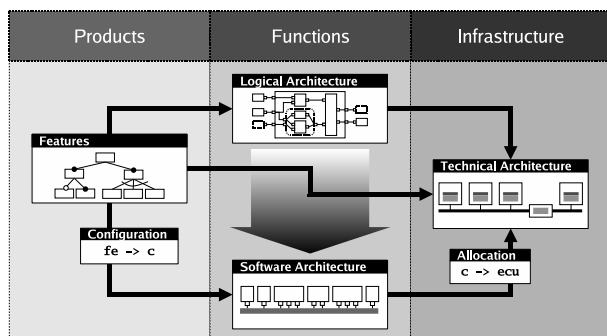 Products
Functions
Infrastructure
Logical Architecture
Features
Technical Architecture
Configuration
fe -> c
Allocation
c -> ecu
Software Architecture